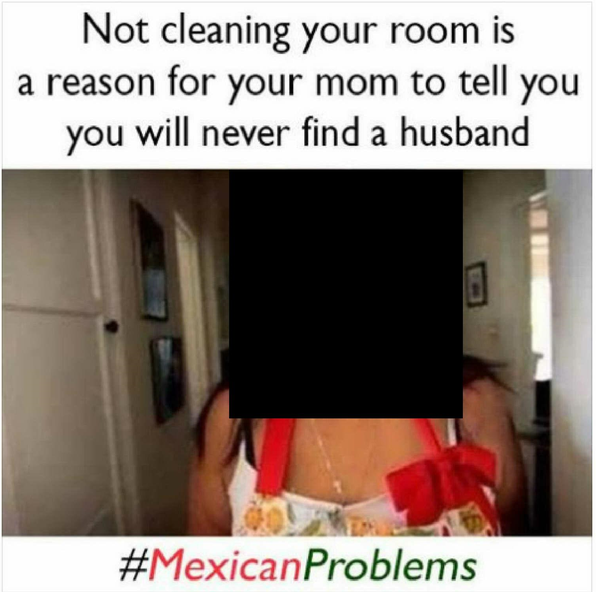 Not cleaning your room is
a reason for your mom to tell you
you will never find a husband
#MexicanProblems